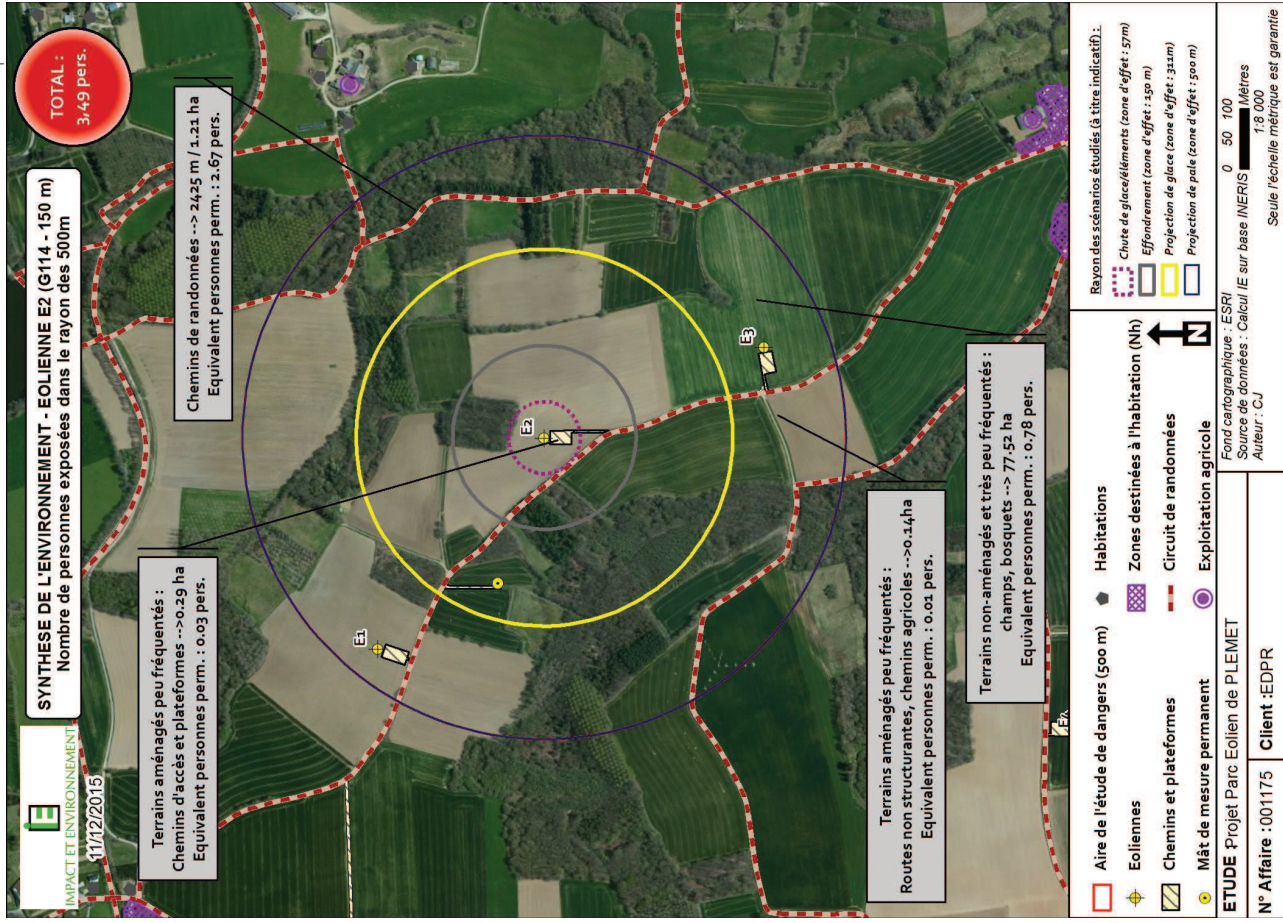 IE
IMPACT ET ENVIRONNEMENT
11/12/2015
SYNTHESE DE L'ENVIRONNEMENT - EOLIENNE E2 (G114 - 150 m)
Nombre de personnes exposées dans le rayon des 500m
TOTAL :
3,49 pers.
Terrains aménagés peu fréquentés :
Chemins d'accès et plateformes -->0.29 ha
Equivalent personnes perm. : 0.03 pers.
Chemins de randonnées --> 2425 m / 1.21 ha
Equivalent personnes perm. : 2.67 pers.
E1
E2
E3
Terrains aménagés peu fréquentés :
Routes non structurantes, chemins agricoles -->0.14ha
Equivalent personnes perm. : 0.01 pers.
Terrains non-aménagés et très peu fréquentés :
champs, bosquets --> 77.52 ha
Equivalent personnes perm. : 0.78 pers.
Aire de l'étude de dangers (500 m)
Eoliennes
Chemins et plateformes
Mât de mesure permanent
Habitations
Zones destinées à l'habitation (Nh)
Circuit de randonnées
Exploitation agricole
N
Rayon des scénarios étudiés (à titre indicatif) :
Chute de glace/éléments (zone d'effet : 57m)
Effondrement (zone d'effet : 150 m)
Projection de glace (zone d'effet : 311m)
Projection de pale (zone d'effet : 500 m)
ETUDE :Projet Parc Eolien de PLEMET
N° Affaire :001175
Client :EDPR
Fond cartographique : ESRI
Source de données : Calcul IE sur base INERIS
Auteur : CJ
0 50 100
Mètres
1:8 000
Seule l'échelle métrique est garantie